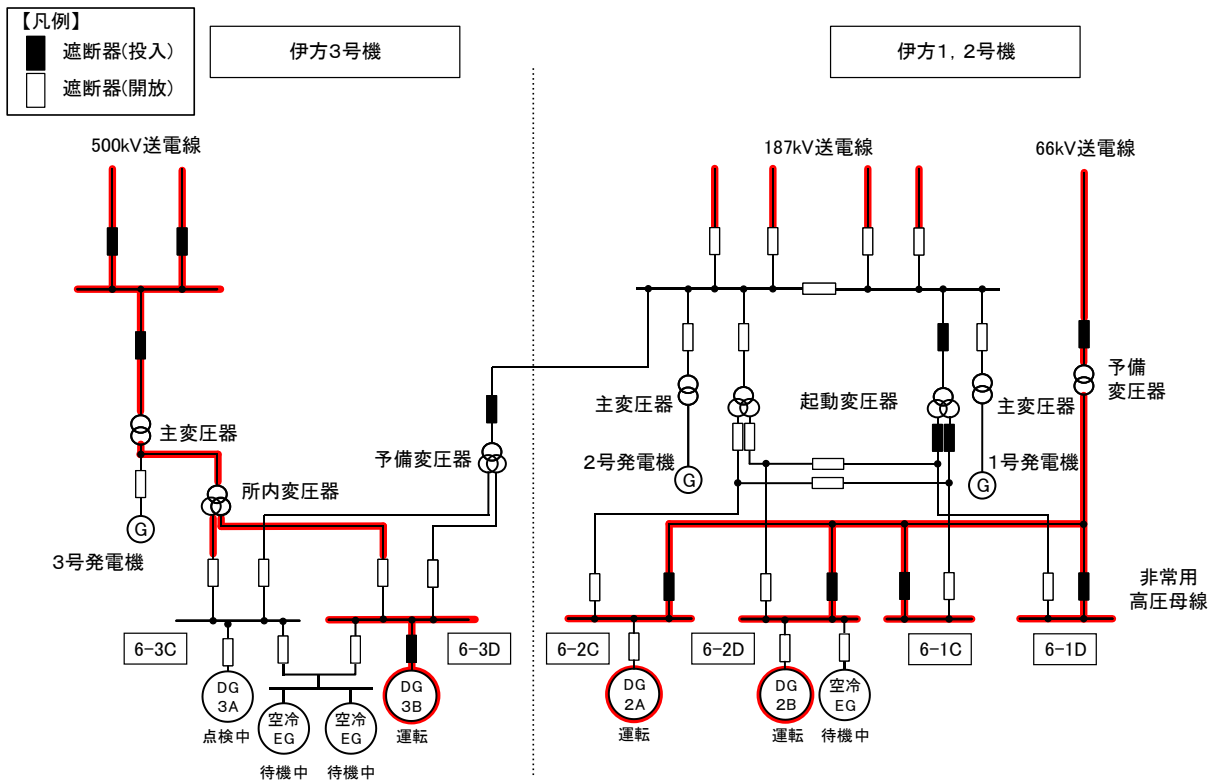 【凡例】
遮断器(投入)
遮断器(開放)
伊方3号機
伊方1，2号機
500kV送電線
187kV送電線
66kV送電線
主変圧器
所内変圧器
G
3号発電機
予備変圧器
主変圧器
2号発電機
G
起動変圧器
主変圧器
1号発電機
G
予備
変圧器
非常用
高圧母線
6-3C
6-3D
6-2C
6-2D
6-1C
6-1D
DG
3A
点検中
空冷
EG
待機中
空冷
EG
待機中
DG
3B
運転
DG
2A
運転
DG
2B
運転
空冷
EG
待機中